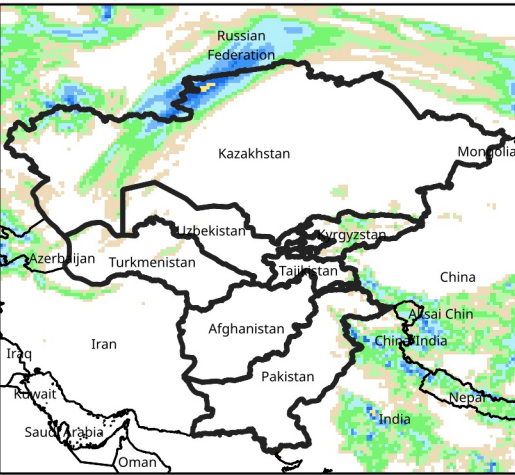 Russian
Federation
Kazakhstan
Mongolia
Uzbekistan
Kyrgyzstan
Azerbaijan
Turkmenistan
Tajikistan
China
Aksai Chin
Afghanistan
China/India
Iran
Iraq
Pakistan
Kuwait
Nepal
India
Saudi Arabia
Oman